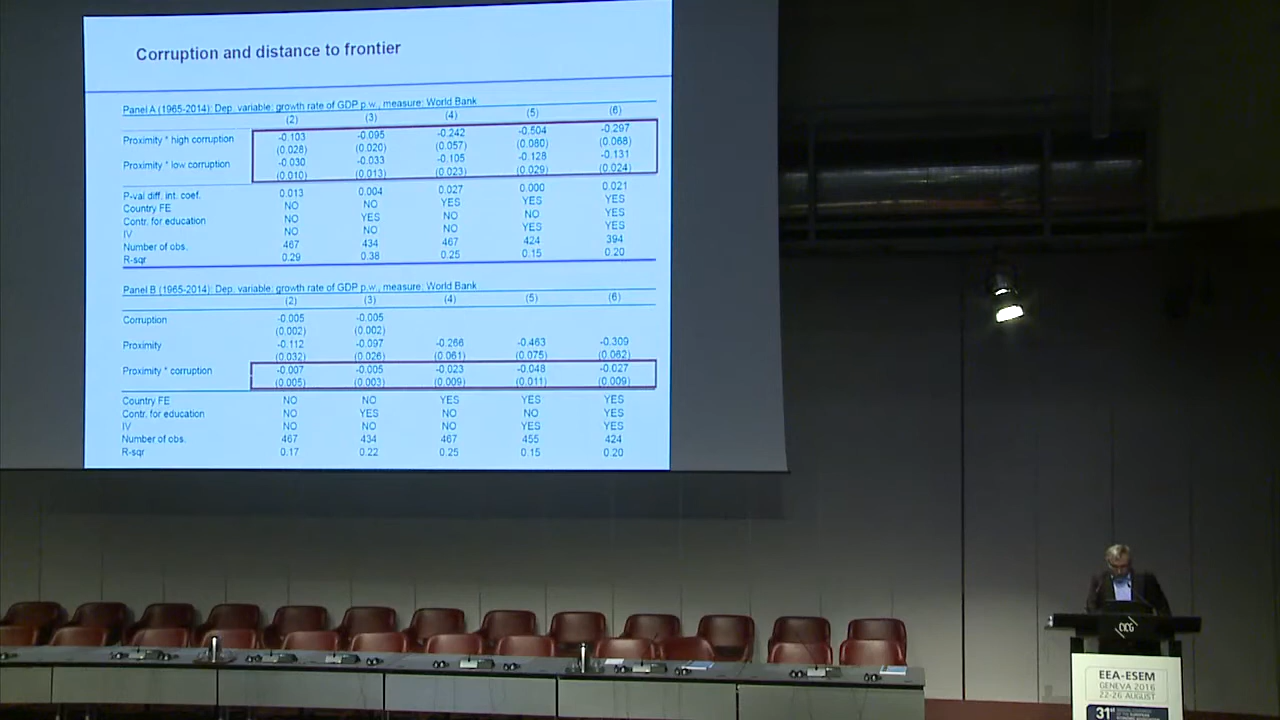 Corruption and distance to frontier
Panel A (1965-2014): Dep. variable: growth rate of GDP p.w., measure: World Bank
(2) (3) (4) (5) (6)
Proximity * high corruption -0.103 -0.095 -0.242 -0.504 -0.297
(0.028) (0.020) (0.057) (0.080) (0.068)
Proximity * low corruption -0.030 -0.033 -0.105 -0.128 -0.131
(0.010) (0.013) (0.023) (0.029) (0.024)
P-val diff. int. coef. 0.013 0.004 0.027 0.000 0.021
Country FE NO NO YES YES YES
Contr. for education NO YES NO NO YES
IV NO NO NO YES YES
Number of obs. 467 434 467 424 394
R-sqr 0.29 0.38 0.25 0.15 0.20
Panel B (1965-2014): Dep. variable: growth rate of GDP p.w., measure: World Bank
(2) (3) (4) (5) (6)
Corruption -0.005 -0.005
(0.002) (0.002)
Proximity -0.112 -0.097 -0.266 -0.463 -0.309
(0.032) (0.026) (0.061) (0.075) (0.062)
Proximity * corruption -0.007 -0.005 -0.023 -0.048 -0.027
(0.005) (0.003) (0.009) (0.011) (0.009)
Country FE NO NO YES YES YES
Contr. for education NO YES NO NO YES
IV NO NO NO YES YES
Number of obs. 467 434 467 455 424
R-sqr 0.17 0.22 0.25 0.15 0.20
CICG
EEA-ESEM
GENEVA 2016
22-26 AUGUST
31st